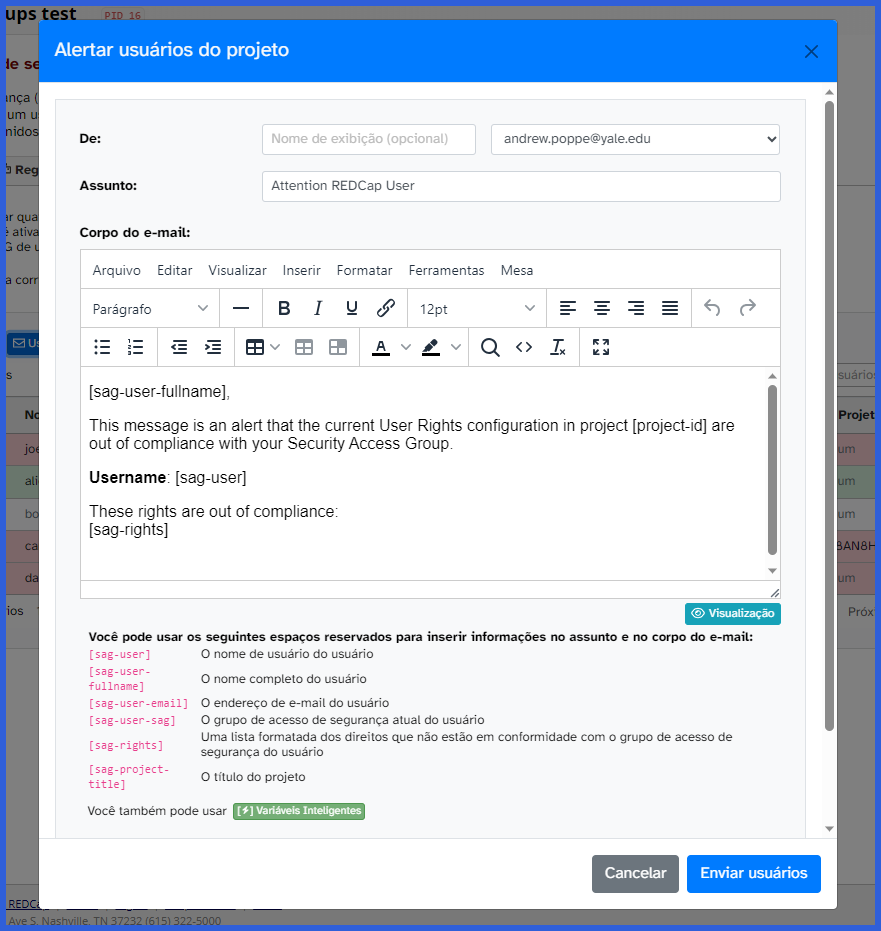 ups test PID 16
Alertar usuários do projeto
De: Nome de exibição (opcional) andrew.poppe@yale.edu
Assunto: Attention REDCap User
Corpo do e-mail:
Arquivo Editar Visualizar Inserir Formatar Ferramentas Mesa
Parágrafo B I U 12pt
A
[sag-user-fullname],
This message is an alert that the current User Rights configuration in project [project-id] are
out of compliance with your Security Access Group.
Username: [sag-user]
These rights are out of compliance:
[sag-rights]
Visualização
Você pode usar os seguintes espaços reservados para inserir informações no assunto e no corpo do e-mail:
[sag-user] O nome de usuário do usuário
[sag-user-
fullname] O nome completo do usuário
[sag-user-email] O endereço de e-mail do usuário
[sag-user-sag] O grupo de acesso de segurança atual do usuário
[sag-rights] Uma lista formatada dos direitos que não estão em conformidade com o grupo de acesso de
segurança do usuário
[sag-project-
title] O título do projeto
Você também pode usar [⚡] Variáveis Inteligentes
Cancelar Enviar usuários
Ave S, Nashville, TN 37232 (615) 322-5000